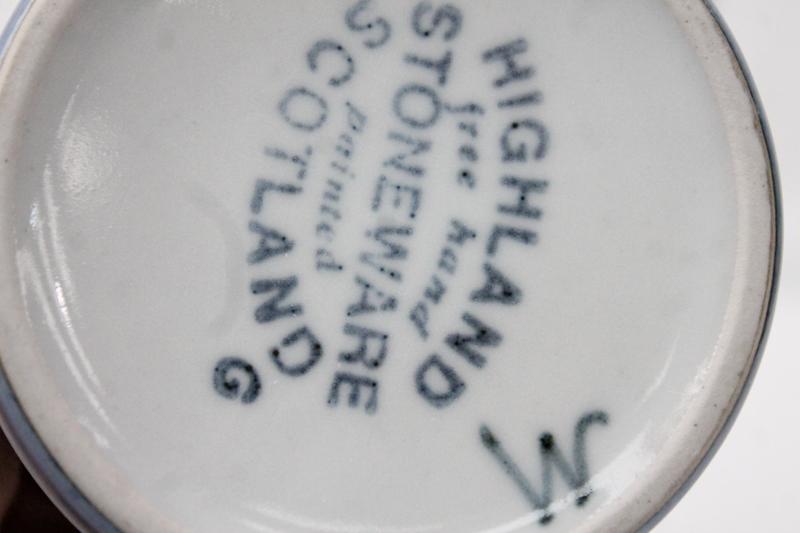 HIGHLAND
free hand
STONEWARE
painted
SCOTLAND G